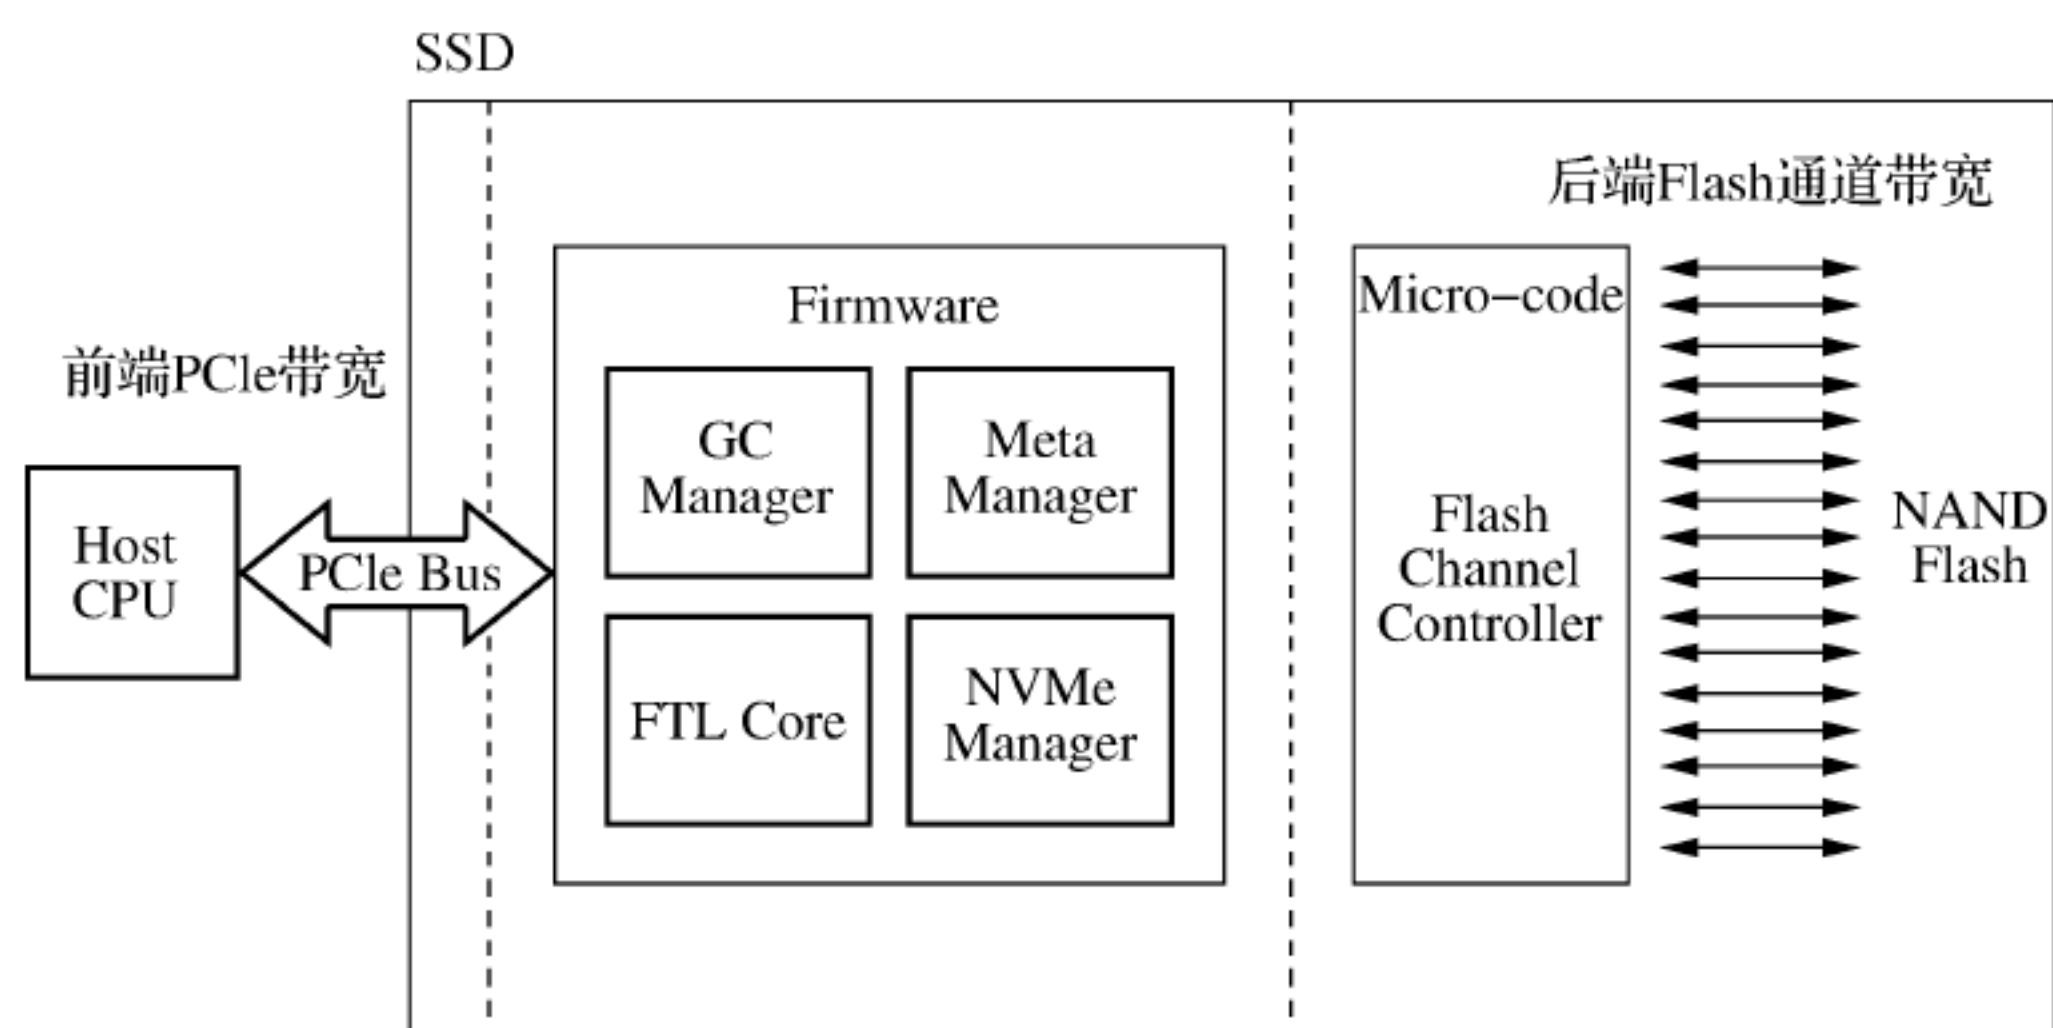 SSD
后端Flash通道带宽
前端PCle带宽
Host
CPU
PCle Bus
Firmware
GC
Manager
Meta
Manager
FTL Core
NVMe
Manager
Micro−code
Flash
Channel
Controller
NAND
Flash